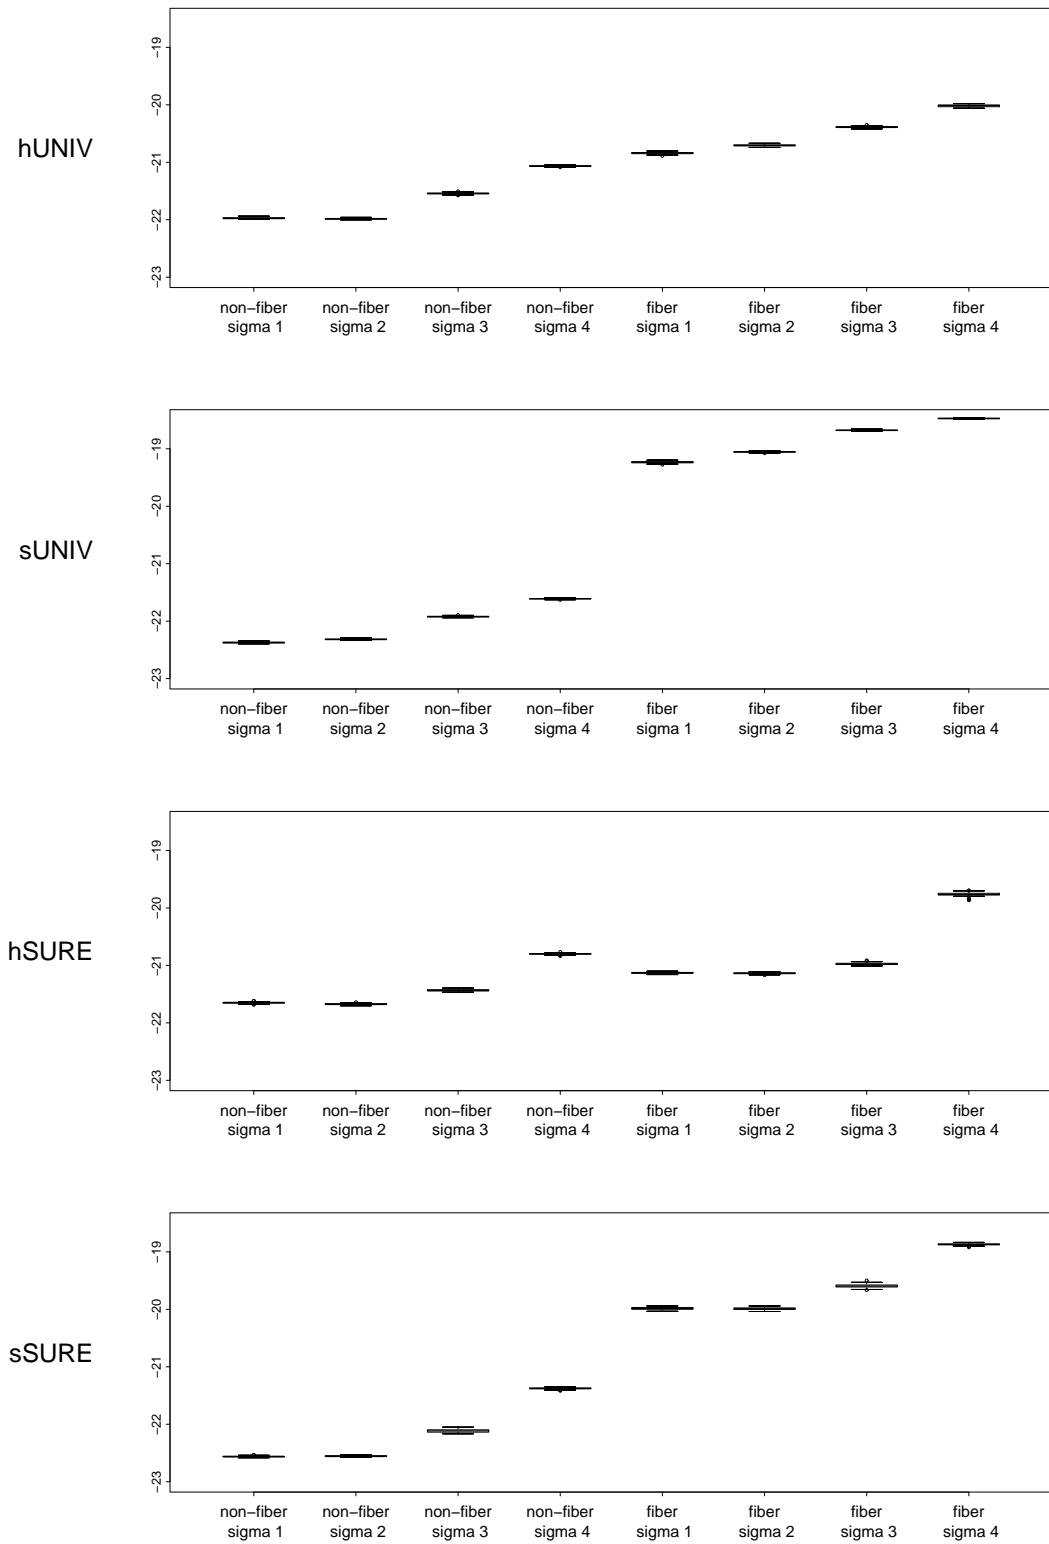 hUNIV
-19
-20
-21
-22
-23
non-fiber non-fiber non-fiber non-fiber fiber fiber fiber fiber
sigma 1 sigma 2 sigma 3 sigma 4 sigma 1 sigma 2 sigma 3 sigma 4
sUNIV
-19
-20
-21
-22
-23
non-fiber non-fiber non-fiber non-fiber fiber fiber fiber fiber
sigma 1 sigma 2 sigma 3 sigma 4 sigma 1 sigma 2 sigma 3 sigma 4
hSURE
-19
-20
-21
-22
-23
non-fiber non-fiber non-fiber non-fiber fiber fiber fiber fiber
sigma 1 sigma 2 sigma 3 sigma 4 sigma 1 sigma 2 sigma 3 sigma 4
sSURE
-19
-20
-21
-22
-23
non-fiber non-fiber non-fiber non-fiber fiber fiber fiber fiber
sigma 1 sigma 2 sigma 3 sigma 4 sigma 1 sigma 2 sigma 3 sigma 4